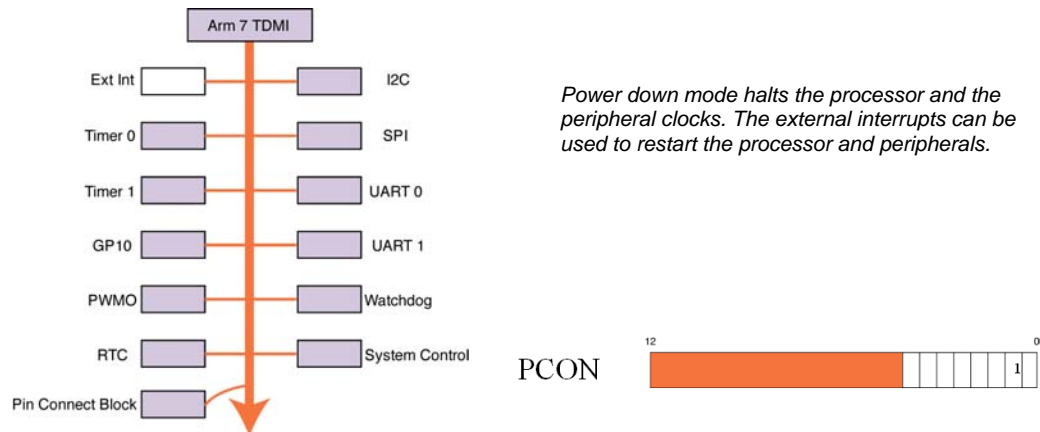 Arm 7 TDMI
Ext Int
I2C
Timer 0
SPI
Timer 1
UART 0
GP10
UART 1
PWMO
Watchdog
RTC
System Control
Pin Connect Block
Power down mode halts the processor and the
peripheral clocks. The external interrupts can be
used to restart the processor and peripherals.
12
0
PCON
1